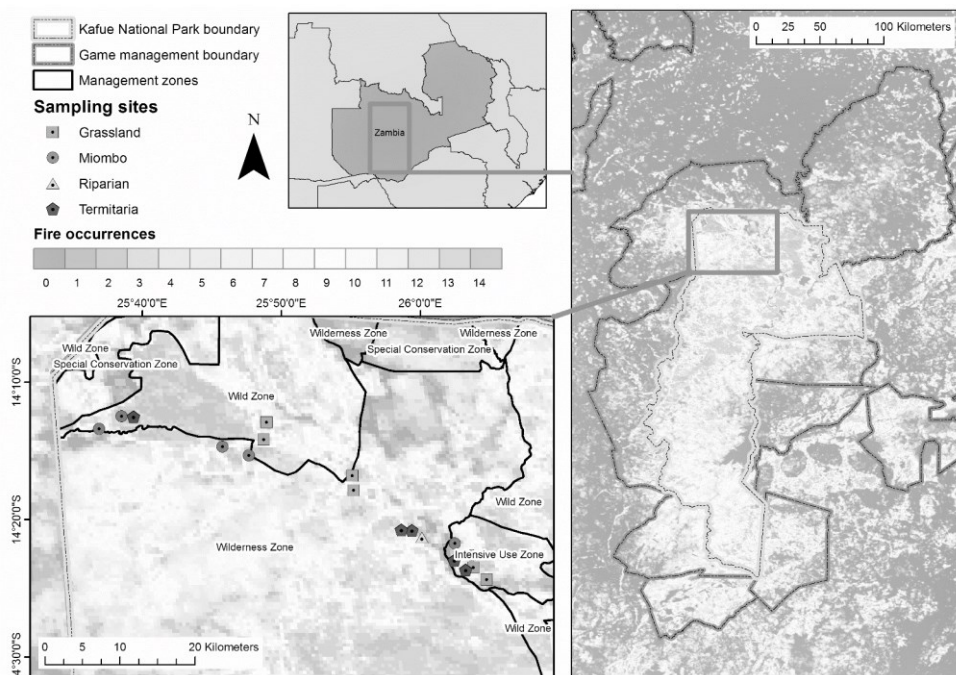 Kafue National Park boundary
Game management boundary
Management zones
Sampling sites
Grassland
Miombo
Riparian
Termitaria
Fire occurrences
0 1 2 3 4 5 6 7 8 9 10 11 12 13 14
N
Zambia
0 25 50 100 Kilometers
25°40'0"E 25°50'0"E 26°0'0"E
14°10'0"S
14°20'0"S
4°30'0"S
Wild Zone
Special Conservation Zone
Wilderness Zone
Wilderness Zone
Special Conservation Zone
Wild Zone
Wild Zone
Wilderness Zone
Intensive Use Zone
Wild Zone
0 5 10 20 Kilometers